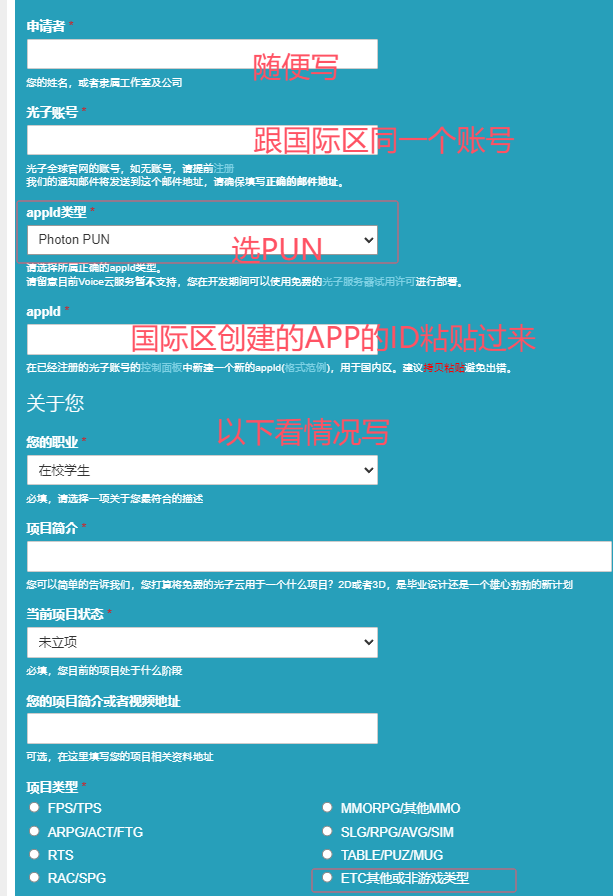 申请者 *
随便写
您的姓名，或者隶属工作室及公司
光子账号 *
跟国际区同一个账号
光子全球官网的账号，如无账号，请提前注册
我们的通知邮件将发送到这个邮件地址，请确保填写正确的邮件地址。
appId类型 *
Photon PUN
选PUN
请选择所属正确的appId类型。
请留意目前Voice云服务暂不支持，您在开发期间可以使用免费的光子服务器试用许可进行部署。
appId *
国际区创建的APP的ID粘贴过来
在已经注册的光子账号的控制面板中新建一个新的appId(格式范例)，用于国内区。建议拷贝粘贴避免出错。
关于您
以下看情况写
您的职业 *
在校学生
必填，请选择一项关于您最符合的描述
项目简介 *
您可以简单的告诉我们，您打算将免费的光子云用于一个什么项目？2D或者3D，是毕业设计还是一个雄心勃勃的新计划
当前项目状态 *
未立项
必填，您目前的项目处于什么阶段
您的项目简介或者视频地址
可选，在这里填写您的项目相关资料地址
项目类型 *
FPS/TPS
MMORPG/其他MMO
ARPG/ACT/FTG
SLG/RPG/AVG/SIM
RTS
TABLE/PUZ/MUG
RAC/SPG
ETC其他或非游戏类型